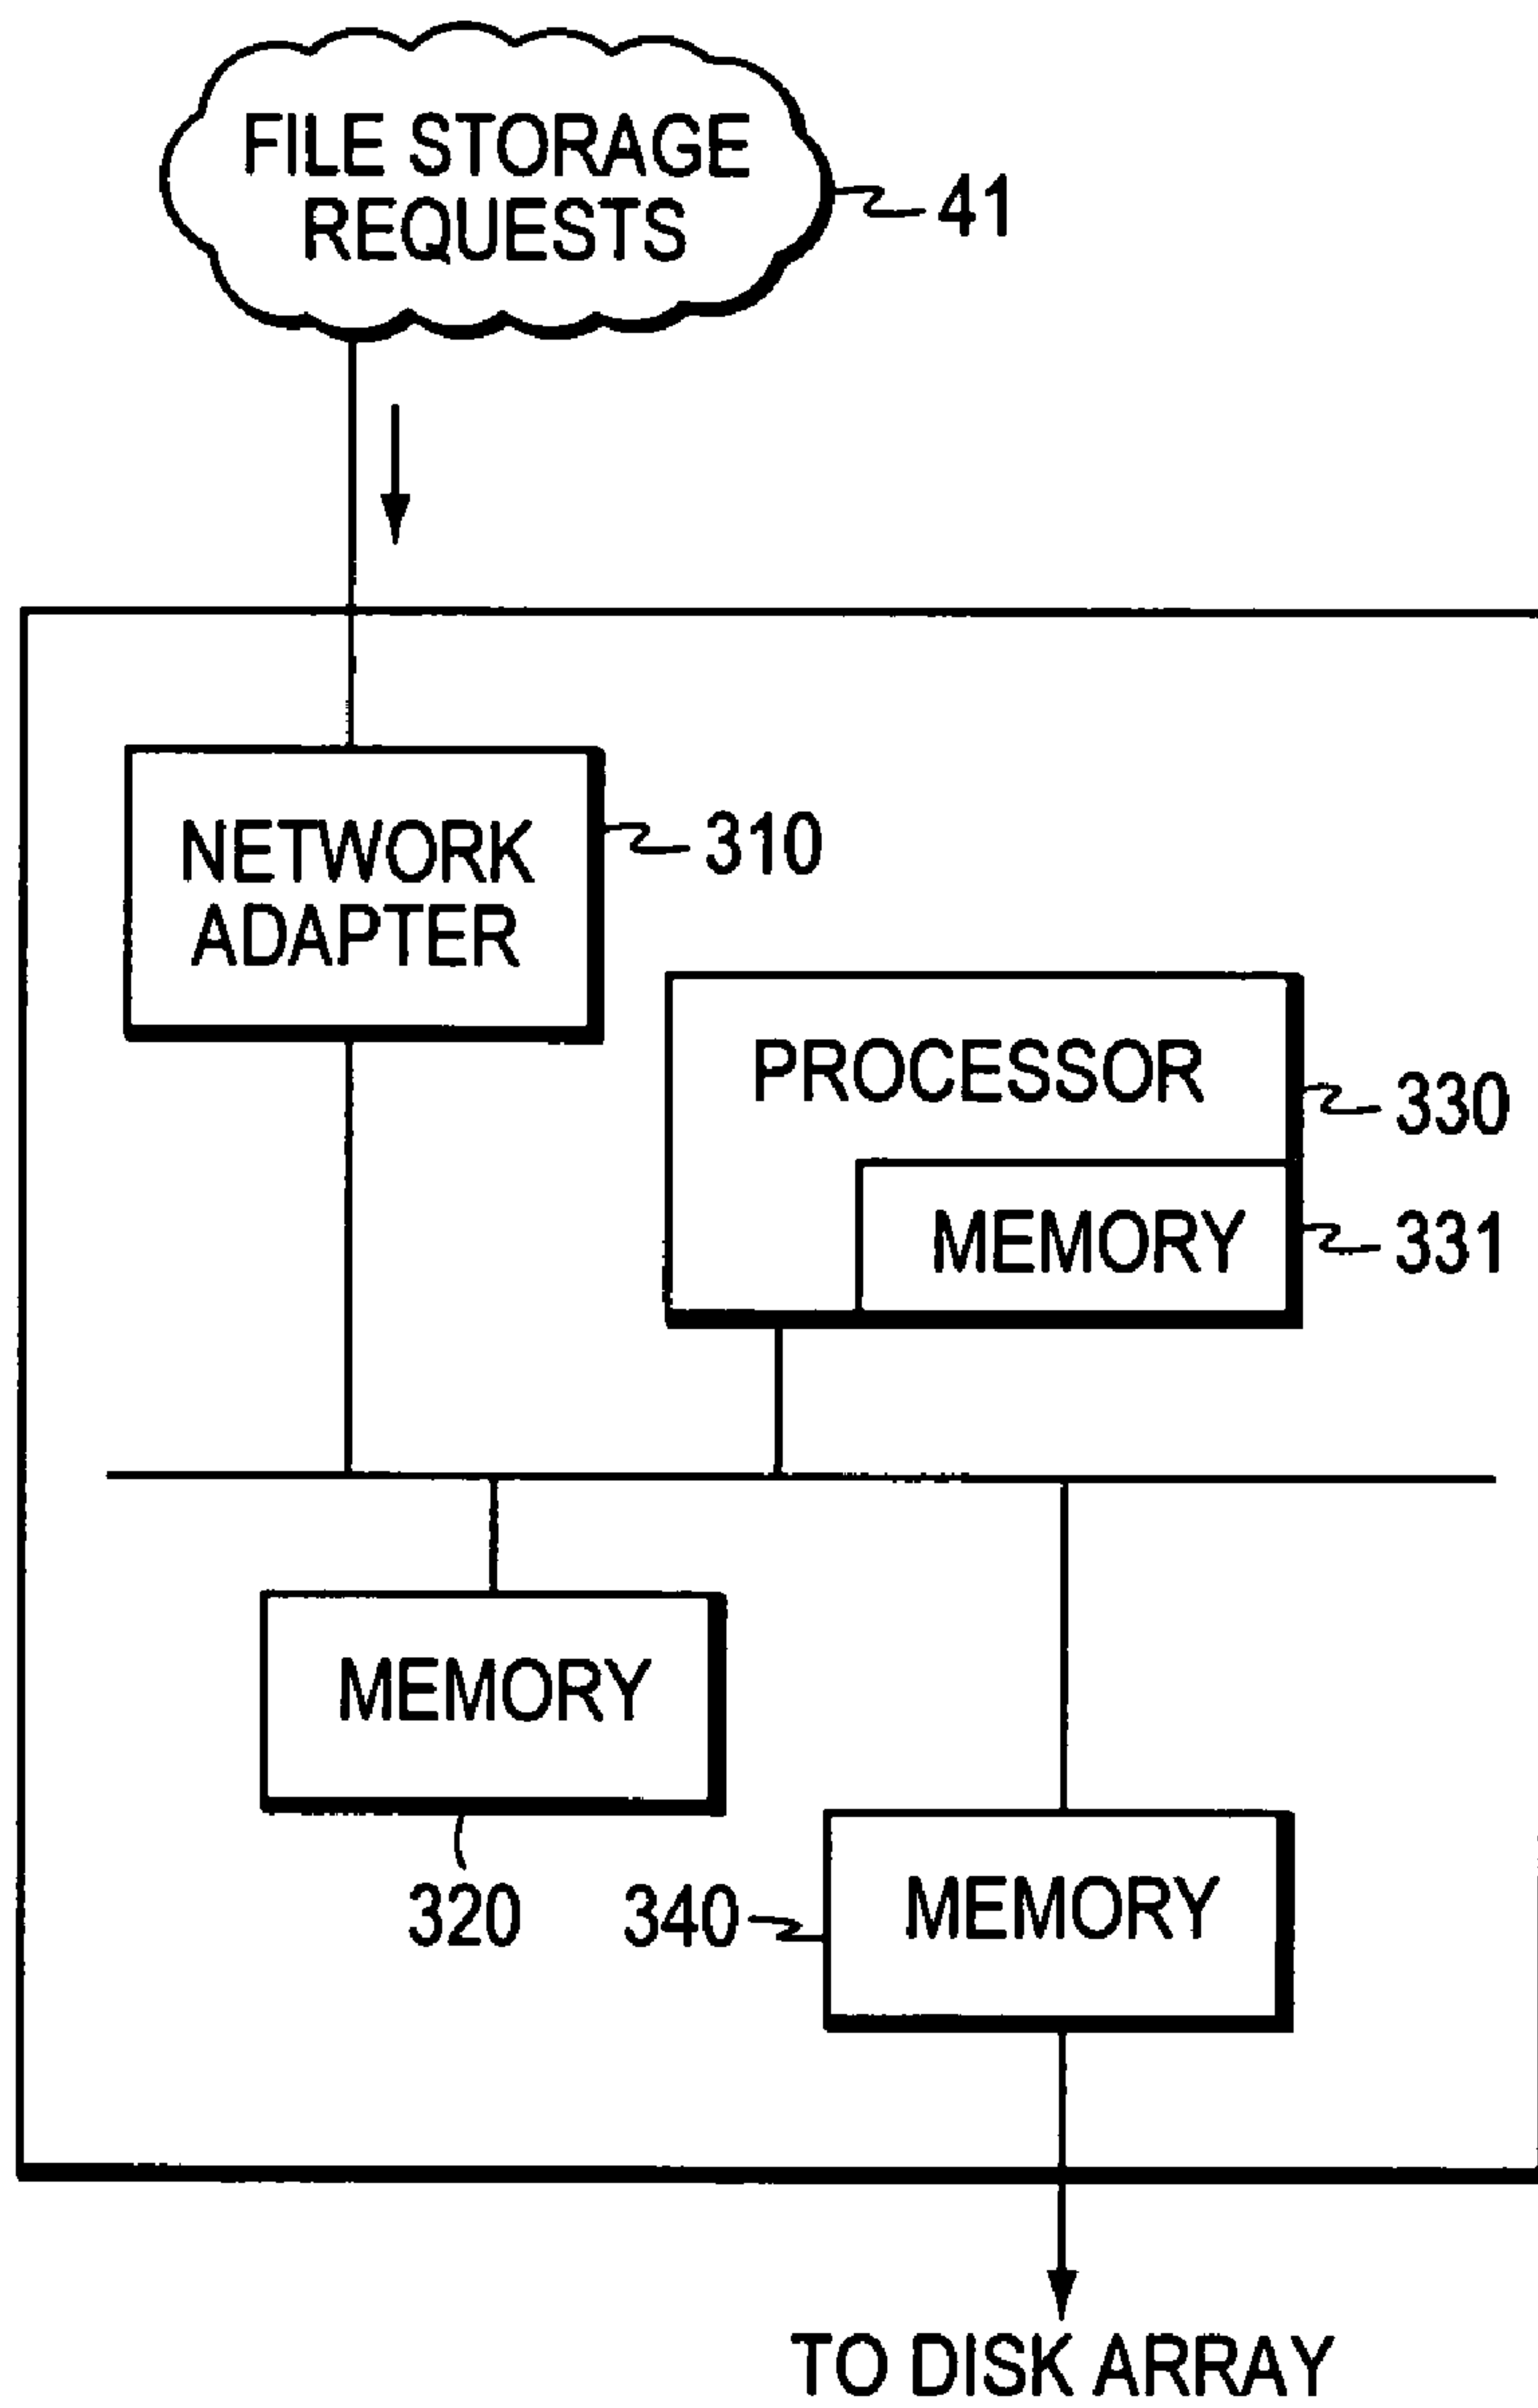 FILE STORAGE
REQUESTS
41
NETWORK
ADAPTER
310
PROCESSOR
330
MEMORY
331
MEMORY
320
340
MEMORY
TO DISK ARRAY